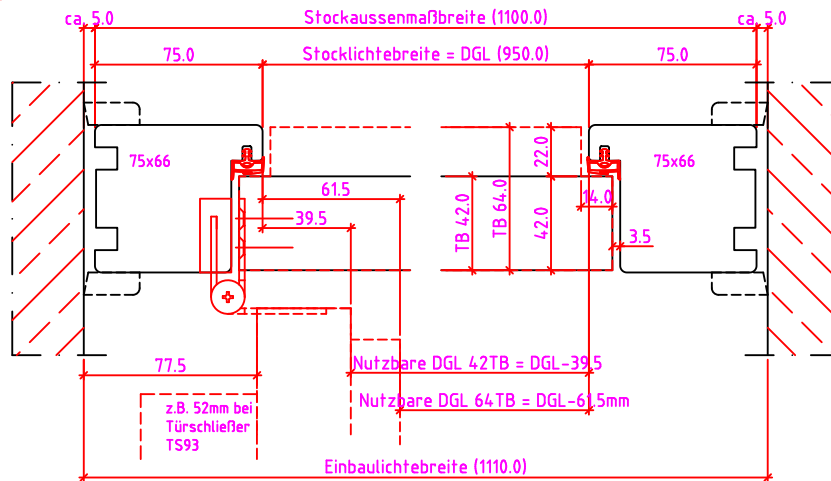 ca. 5.0
Stockaussenmaßbreite (1100.0)
ca. 5.0
75.0
Stocklichtebreite = DGL (950.0)
75.0
75x66
75x66
22.0
61.5
14.0
39.5
TB 42.0
TB 64.0
42.0
3.5
77.5
Nutzbare DGL 42TB = DGL-39.5
Nutzbare DGL 64TB = DGL-61.5mm
z.B. 52mm bei
Türschließer
TS93
Einbaulichtebreite (1110.0)